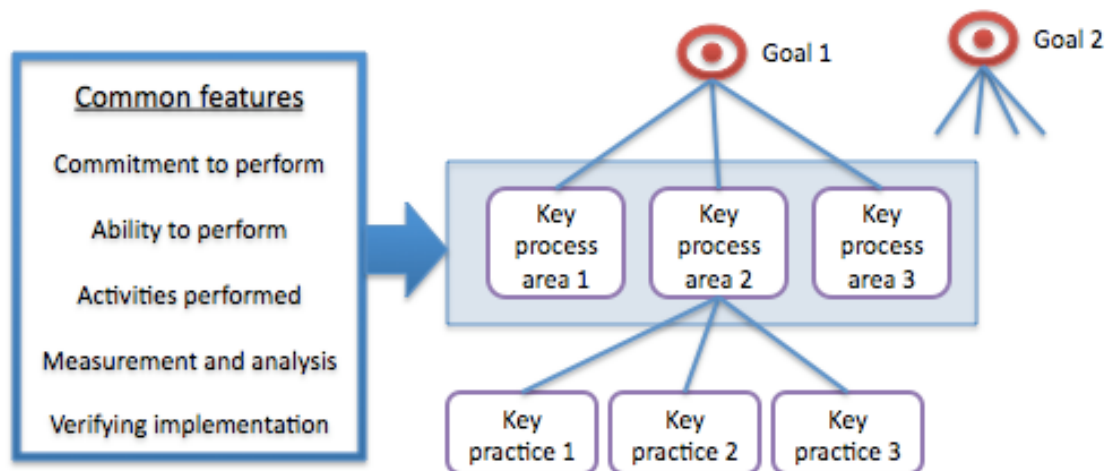 Common features
Commitment to perform
Ability to perform
Activities performed
Measurement and analysis
Verifying implementation
Goal 1
Goal 2
Key
process
area 1
Key
process
area 2
Key
process
area 3
Key
practice 1
Key
practice 2
Key
practice 3